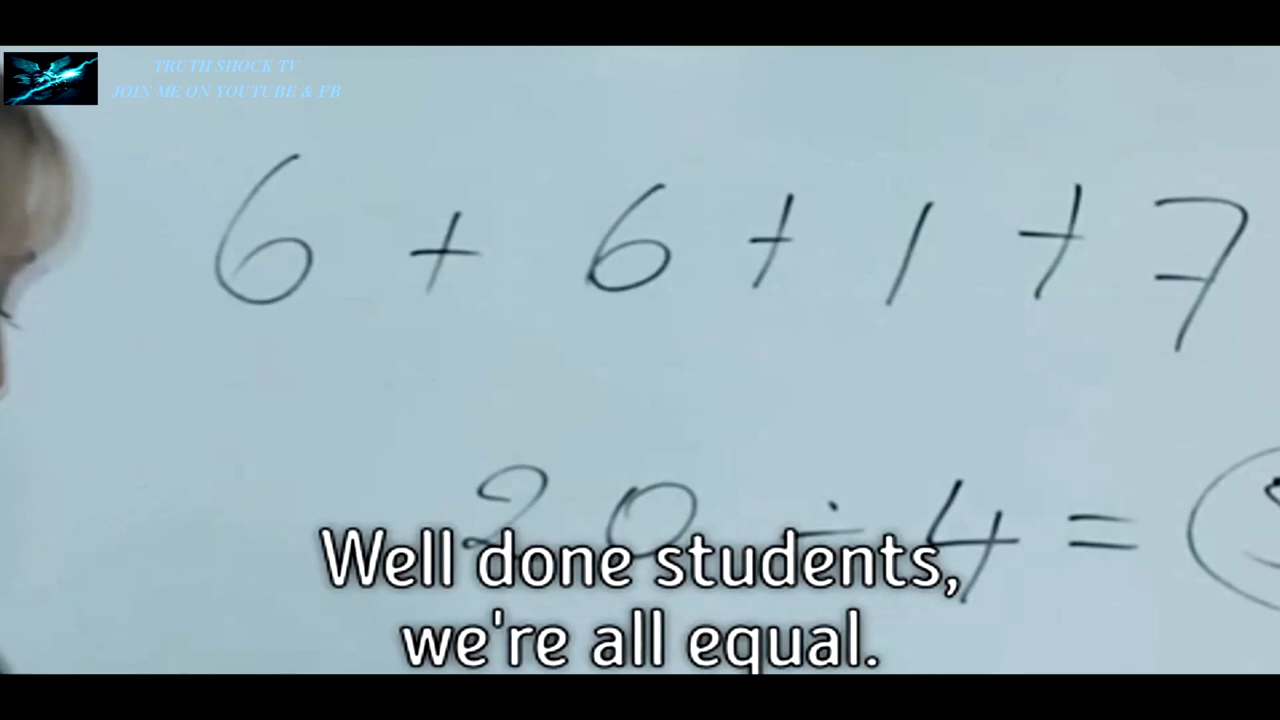 TRUTH SHOCK TV
JOIN ME ON YOUTUBE & FB
6 + 6 + 1 + 7
20 ÷ 4 =
Well done students,
we're all equal.